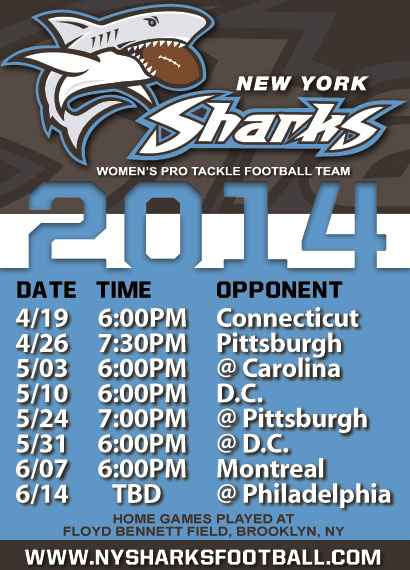 NEW YORK
Sharks
WOMEN'S PRO TACKLE FOOTBALL TEAM
2014
DATE TIME OPPONENT
4/19 6:00PM Connecticut
4/26 7:30PM Pittsburgh
5/03 6:00PM @ Carolina
5/10 6:00PM D.C.
5/24 7:00PM @ Pittsburgh
5/31 6:00PM @ D.C.
6/07 6:00PM Montreal
6/14 TBD @ Philadelphia
HOME GAMES PLAYED AT
FLOYD BENNETT FIELD, BROOKLYN, NY
WWW.NYSHARKSFOOTBALL.COM